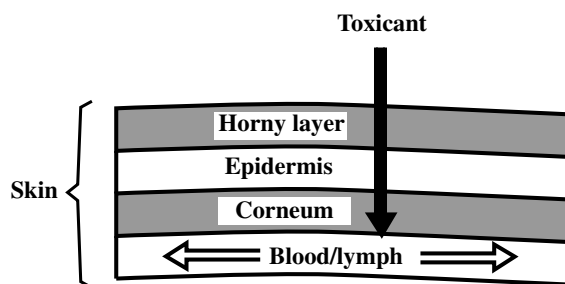 Toxicant
Horny layer
Epidermis
Skin
Corneum
Blood/lymph